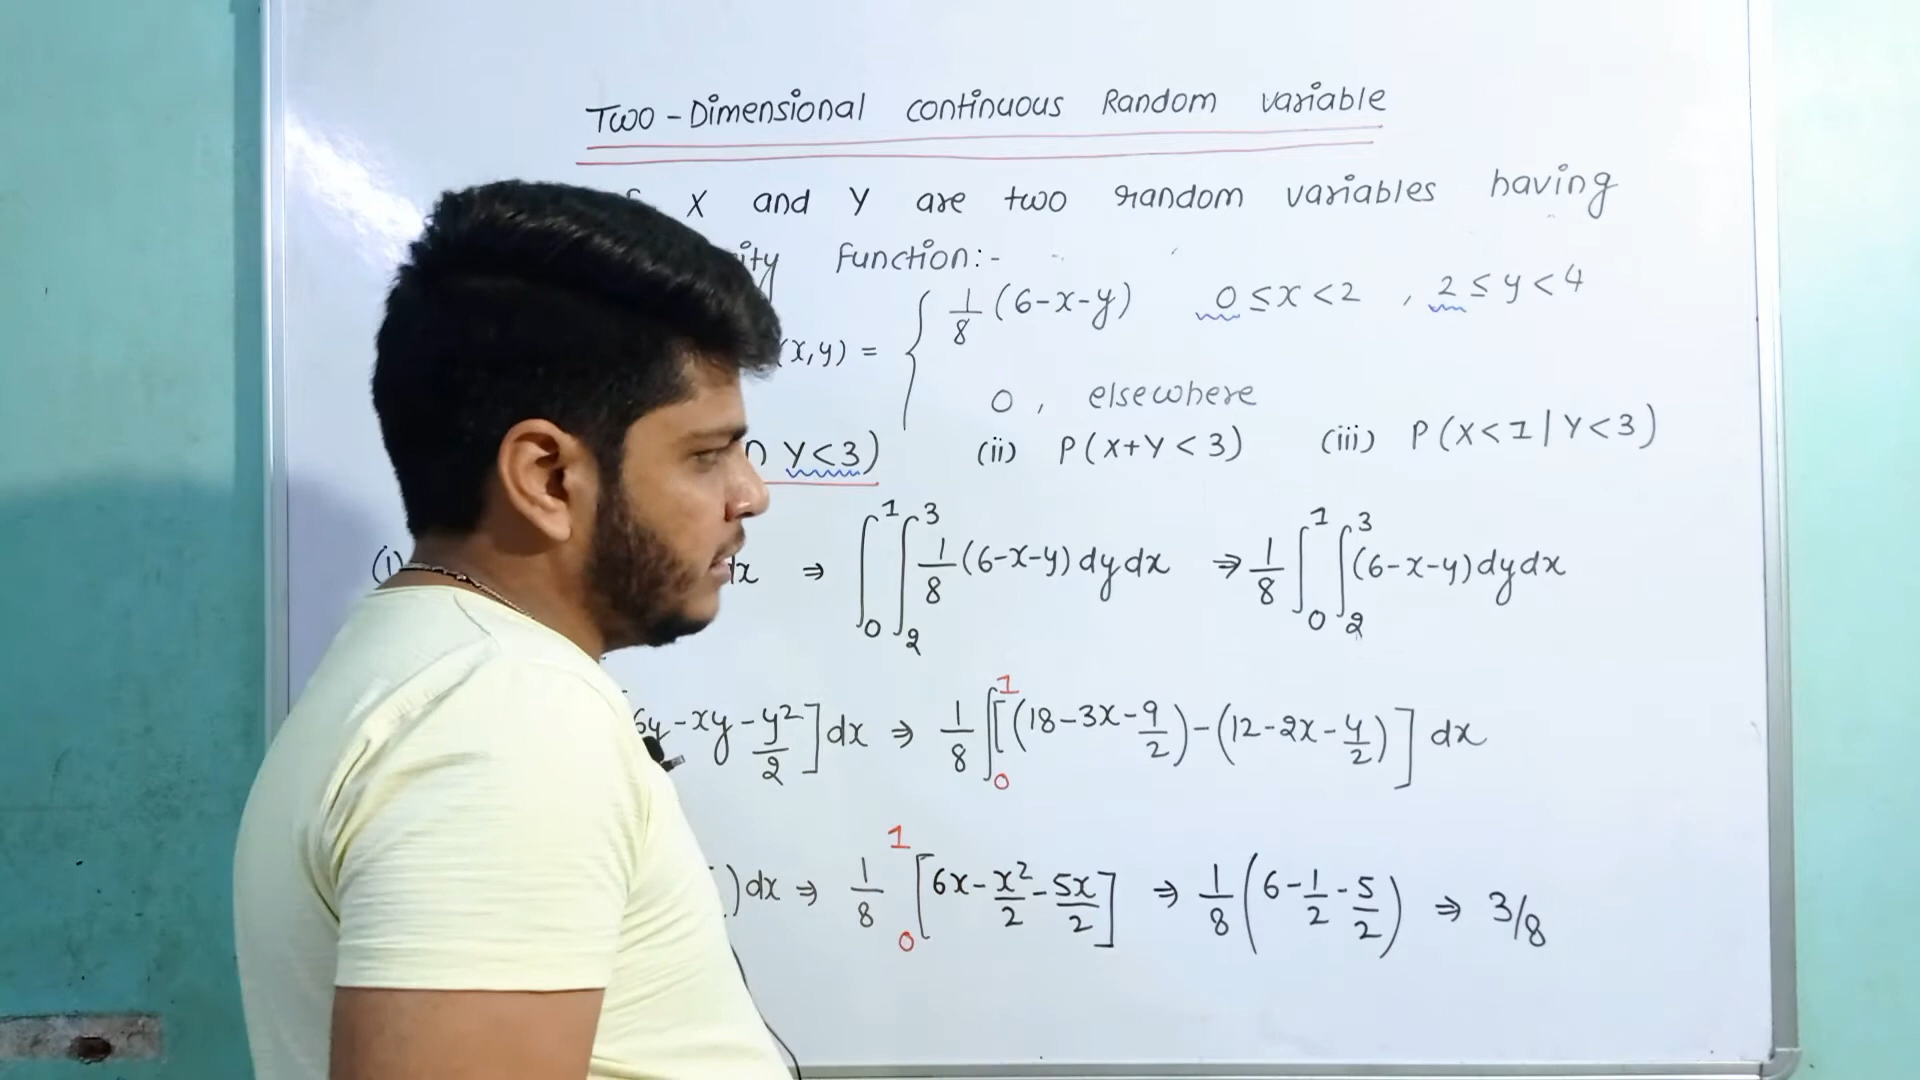 Two-Dimensional continuous Random variable
X and Y are two random variables having
ity function:-
(x,y) = { 1/8 (6-x-y) 0 ≤ x < 2 , 2 ≤ y < 4
0 , elsewhere
∩ Y<3) (ii) P(X+Y<3) (iii) P(X<1|Y<3)
(i) dx ⇒ ∫₀¹ ∫₂³ 1/8 (6-x-y) dy dx ⇒ 1/8 ∫₀¹ ∫₂³ (6-x-y) dy dx
6y - xy - y²/2 ] dx ⇒ 1/8 ∫₀¹ [ (18-3x-9/2) - (12-2x-4/2) ] dx
) dx ⇒ 1/8 ₀¹[ 6x - x²/2 - 5x/2 ] ⇒ 1/8 ( 6 - 1/2 - 5/2 ) ⇒ 3/8